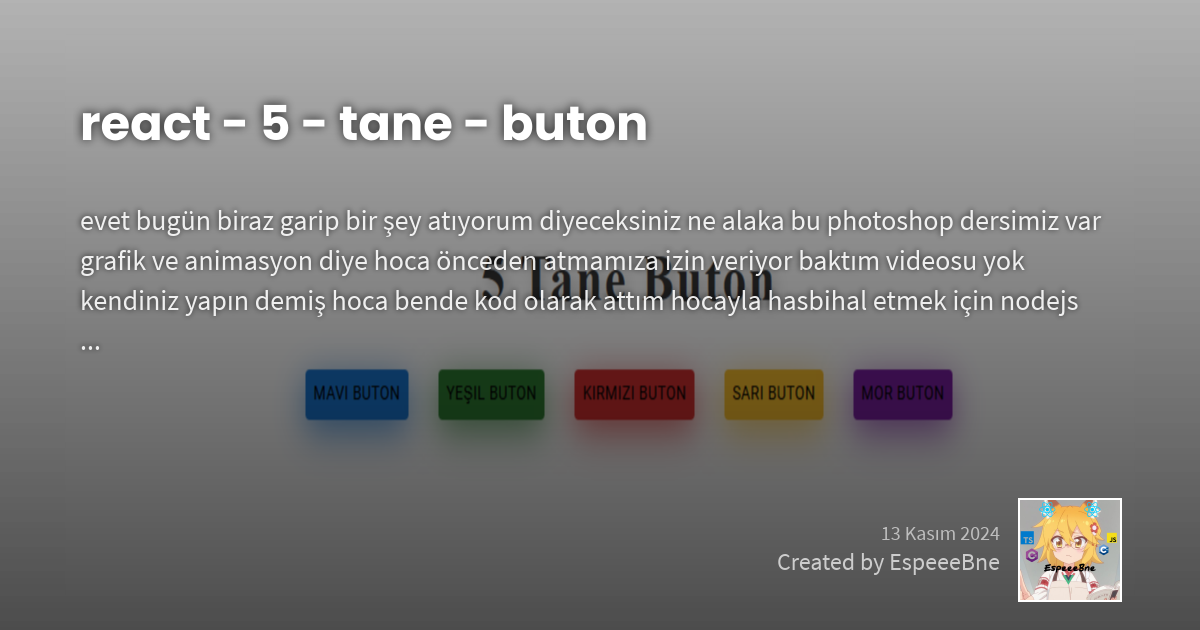 react - 5 - tane - buton
evet bugün biraz garip bir şey atıyorum diyeceksiniz ne alaka bu photoshop dersimiz var
grafik ve animasyon diye hoca önceden atmamıza izin veriyor baktım videosu yok
5 Tane Buton
kendiniz yapın demiş hoca bende kod olarak attım hocayla hasbihal etmek için nodejs
...
MAVI BUTON YEŞIL BUTON KIRMIZI BUTON SARI BUTON MOR BUTON
13 Kasım 2024
Created by EspeeeBne
TS
JS
C
C
EspeeeBne